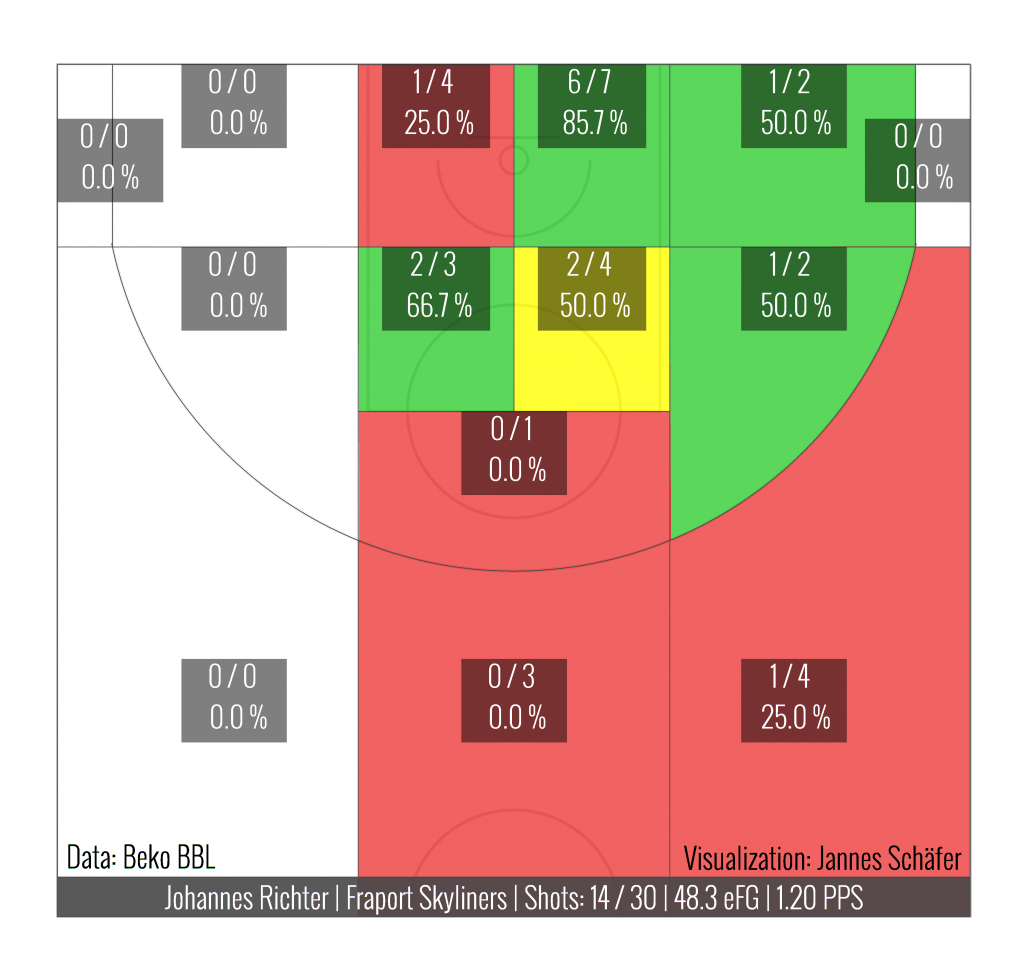 0 / 0
0.0 %
1 / 4
25.0 %
6 / 7
85.7 %
1 / 2
50.0 %
0 / 0
0.0 %
0 / 0
0.0 %
0 / 0
0.0 %
2 / 3
66.7 %
2 / 4
50.0 %
1 / 2
50.0 %
0 / 1
0.0 %
0 / 0
0.0 %
0 / 3
0.0 %
1 / 4
25.0 %
Data: Beko BBL
Visualization: Jannes Schäfer
Johannes Richter | Fraport Skyliners | Shots: 14 / 30 | 48.3 eFG | 1.20 PPS